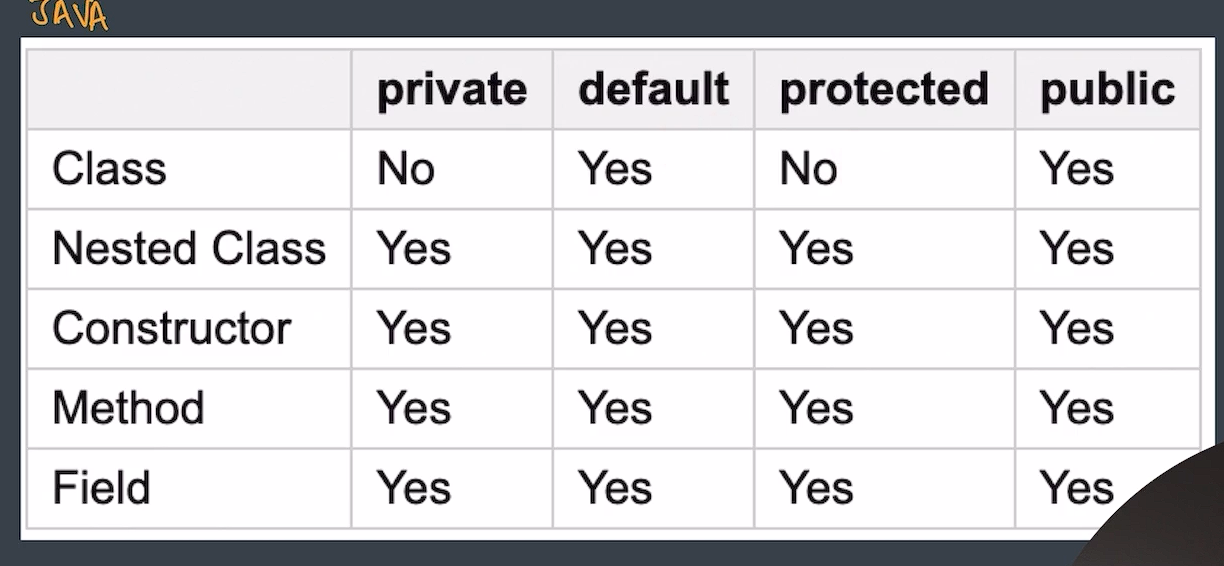 JAVA
private default protected public
Class No Yes No Yes
Nested Class Yes Yes Yes Yes
Constructor Yes Yes Yes Yes
Method Yes Yes Yes Yes
Field Yes Yes Yes Yes